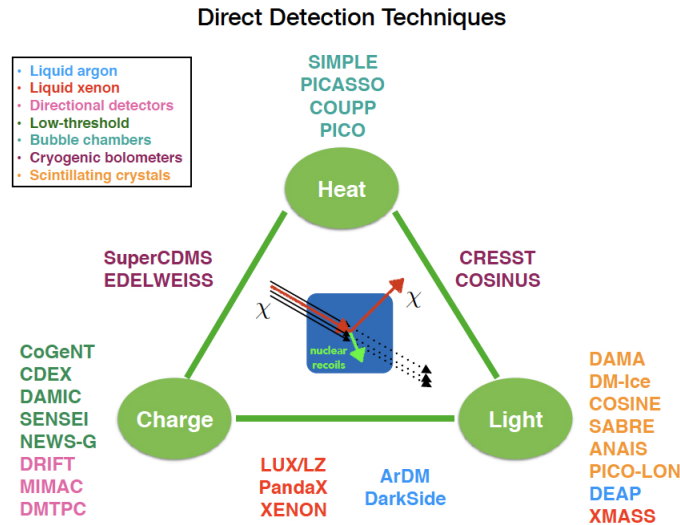 Direct Detection Techniques
• Liquid argon
• Liquid xenon
• Directional detectors
• Low-threshold
• Bubble chambers
• Cryogenic bolometers
• Scintillating crystals
SIMPLE
PICASSO
COUPP
PICO
Heat
SuperCDMS
EDELWEISS
CRESST
COSINUS
χ
χ
nuclear
recoils
CoGeNT
CDEX
DAMIC
SENSEI
NEWS-G
DRIFT
MIMAC
DMTPC
Charge
Light
DAMA
DM-Ice
COSINE
SABRE
ANAIS
PICO-LON
DEAP
XMASS
LUX/LZ
PandaX
XENON
ArDM
DarkSide